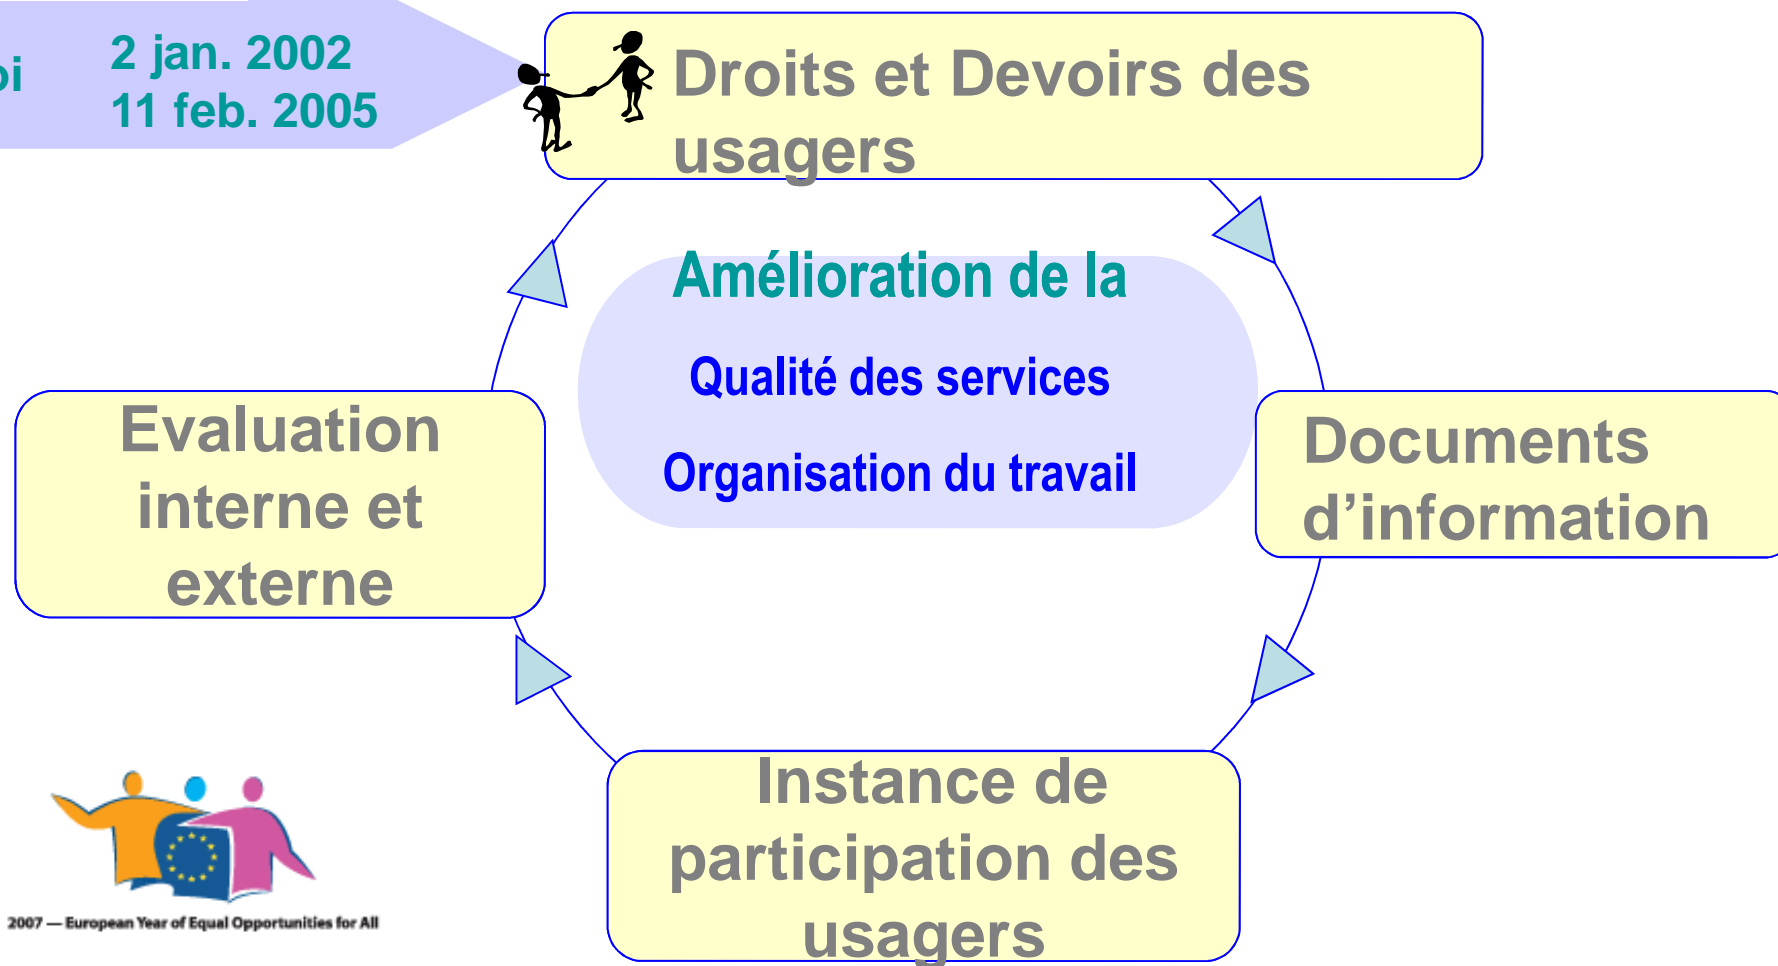 oi
2 jan. 2002
11 feb. 2005
Droits et Devoirs des
usagers
Amélioration de la
Qualité des services
Organisation du travail
Evaluation
interne et
externe
Documents
d’information
Instance de
participation des
usagers
2007 — European Year of Equal Opportunities for All